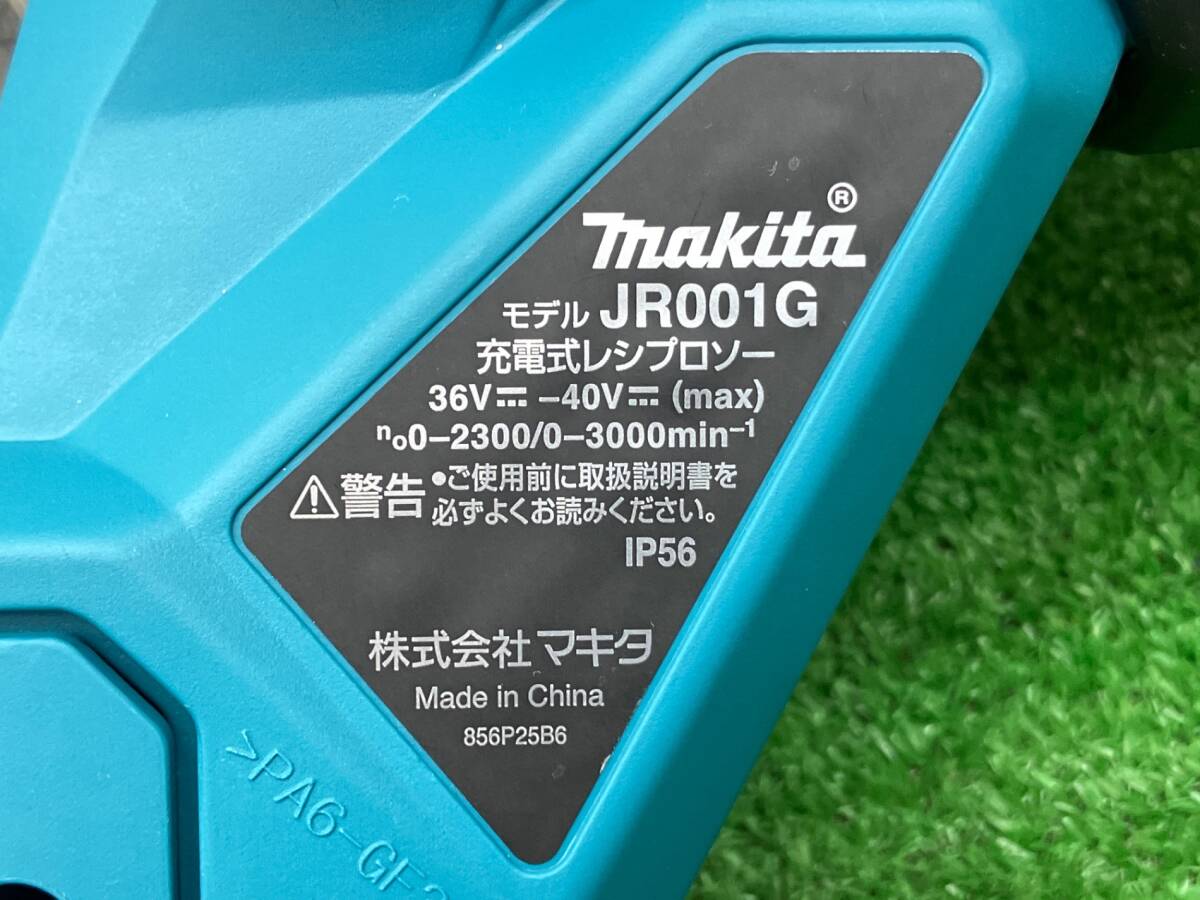 makita®
モデル JR001G
充電式レシプロソー
36V⎓ –40V⎓ (max)
n₀0–2300/0–3000min⁻¹
⚠警告 •ご使用前に取扱説明書を
必ずよくお読みください。
IP56
株式会社マキタ
Made in China
856P25B6